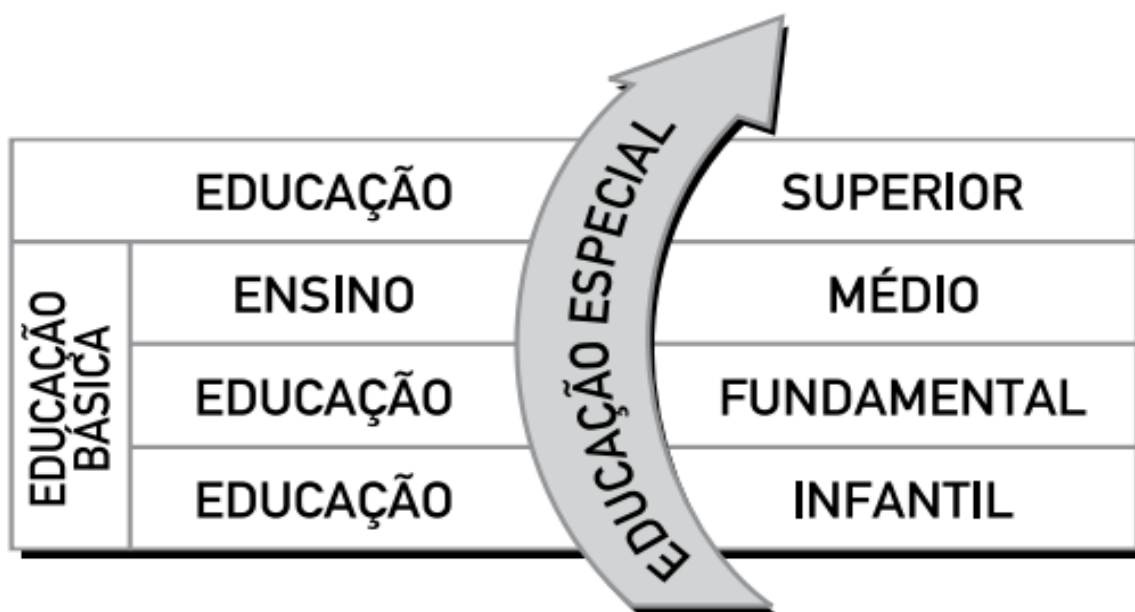 EDUCAÇÃO SUPERIOR
ENSINO MÉDIO
EDUCAÇÃO FUNDAMENTAL
EDUCAÇÃO INFANTIL
EDUCAÇÃO
BÁSICA
EDUCAÇÃO ESPECIAL